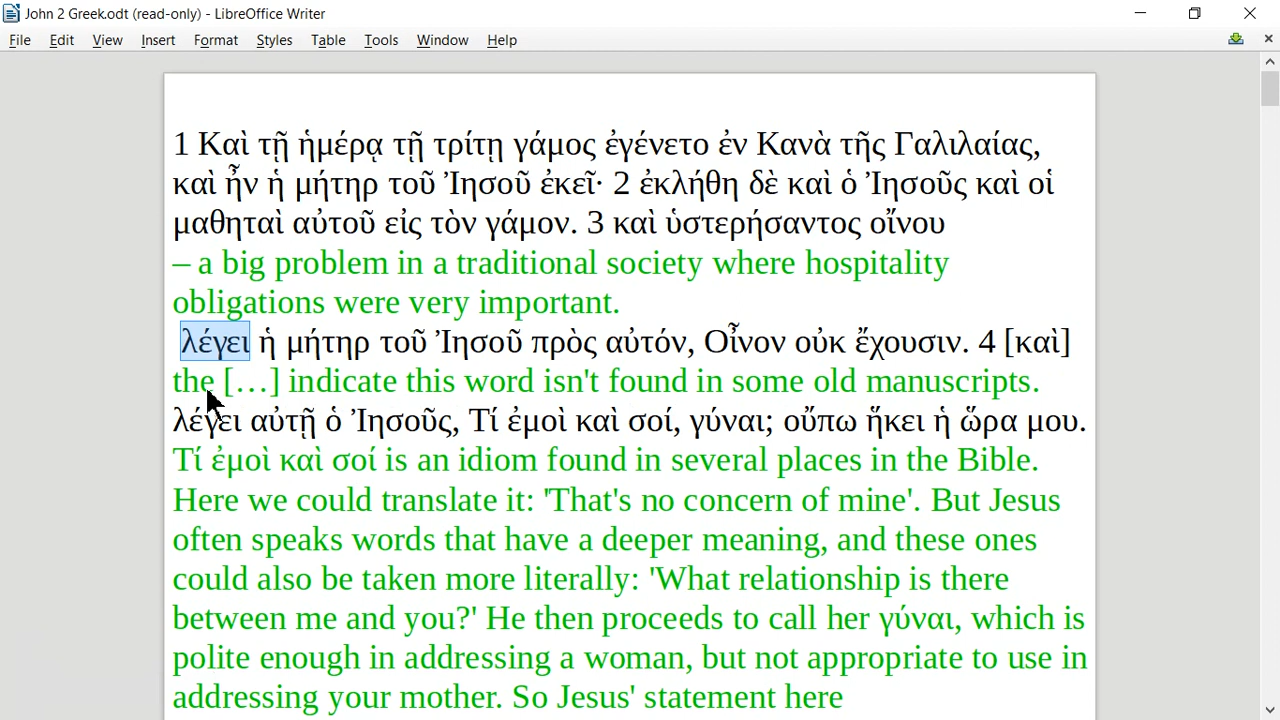 John 2 Greek.odt (read-only) - LibreOffice Writer
File Edit View Insert Format Styles Table Tools Window Help
1 Καὶ τῇ ἡμέρᾳ τῇ τρίτῃ γάμος ἐγένετο ἐν Κανὰ τῆς Γαλιλαίας,
καὶ ἦν ἡ μήτηρ τοῦ Ἰησοῦ ἐκεῖ· 2 ἐκλήθη δὲ καὶ ὁ Ἰησοῦς καὶ οἱ
μαθηταὶ αὐτοῦ εἰς τὸν γάμον. 3 καὶ ὑστερήσαντος οἴνου
– a big problem in a traditional society where hospitality
obligations were very important.
λέγει ἡ μήτηρ τοῦ Ἰησοῦ πρὸς αὐτόν, Οἶνον οὐκ ἔχουσιν. 4 [καὶ]
the […] indicate this word isn't found in some old manuscripts.
λέγει αὐτῇ ὁ Ἰησοῦς, Τί ἐμοὶ καὶ σοί, γύναι; οὔπω ἥκει ἡ ὥρα μου.
Τί ἐμοὶ καὶ σοί is an idiom found in several places in the Bible.
Here we could translate it: 'That's no concern of mine'. But Jesus
often speaks words that have a deeper meaning, and these ones
could also be taken more literally: 'What relationship is there
between me and you?' He then proceeds to call her γύναι, which is
polite enough in addressing a woman, but not appropriate to use in
addressing your mother. So Jesus' statement here